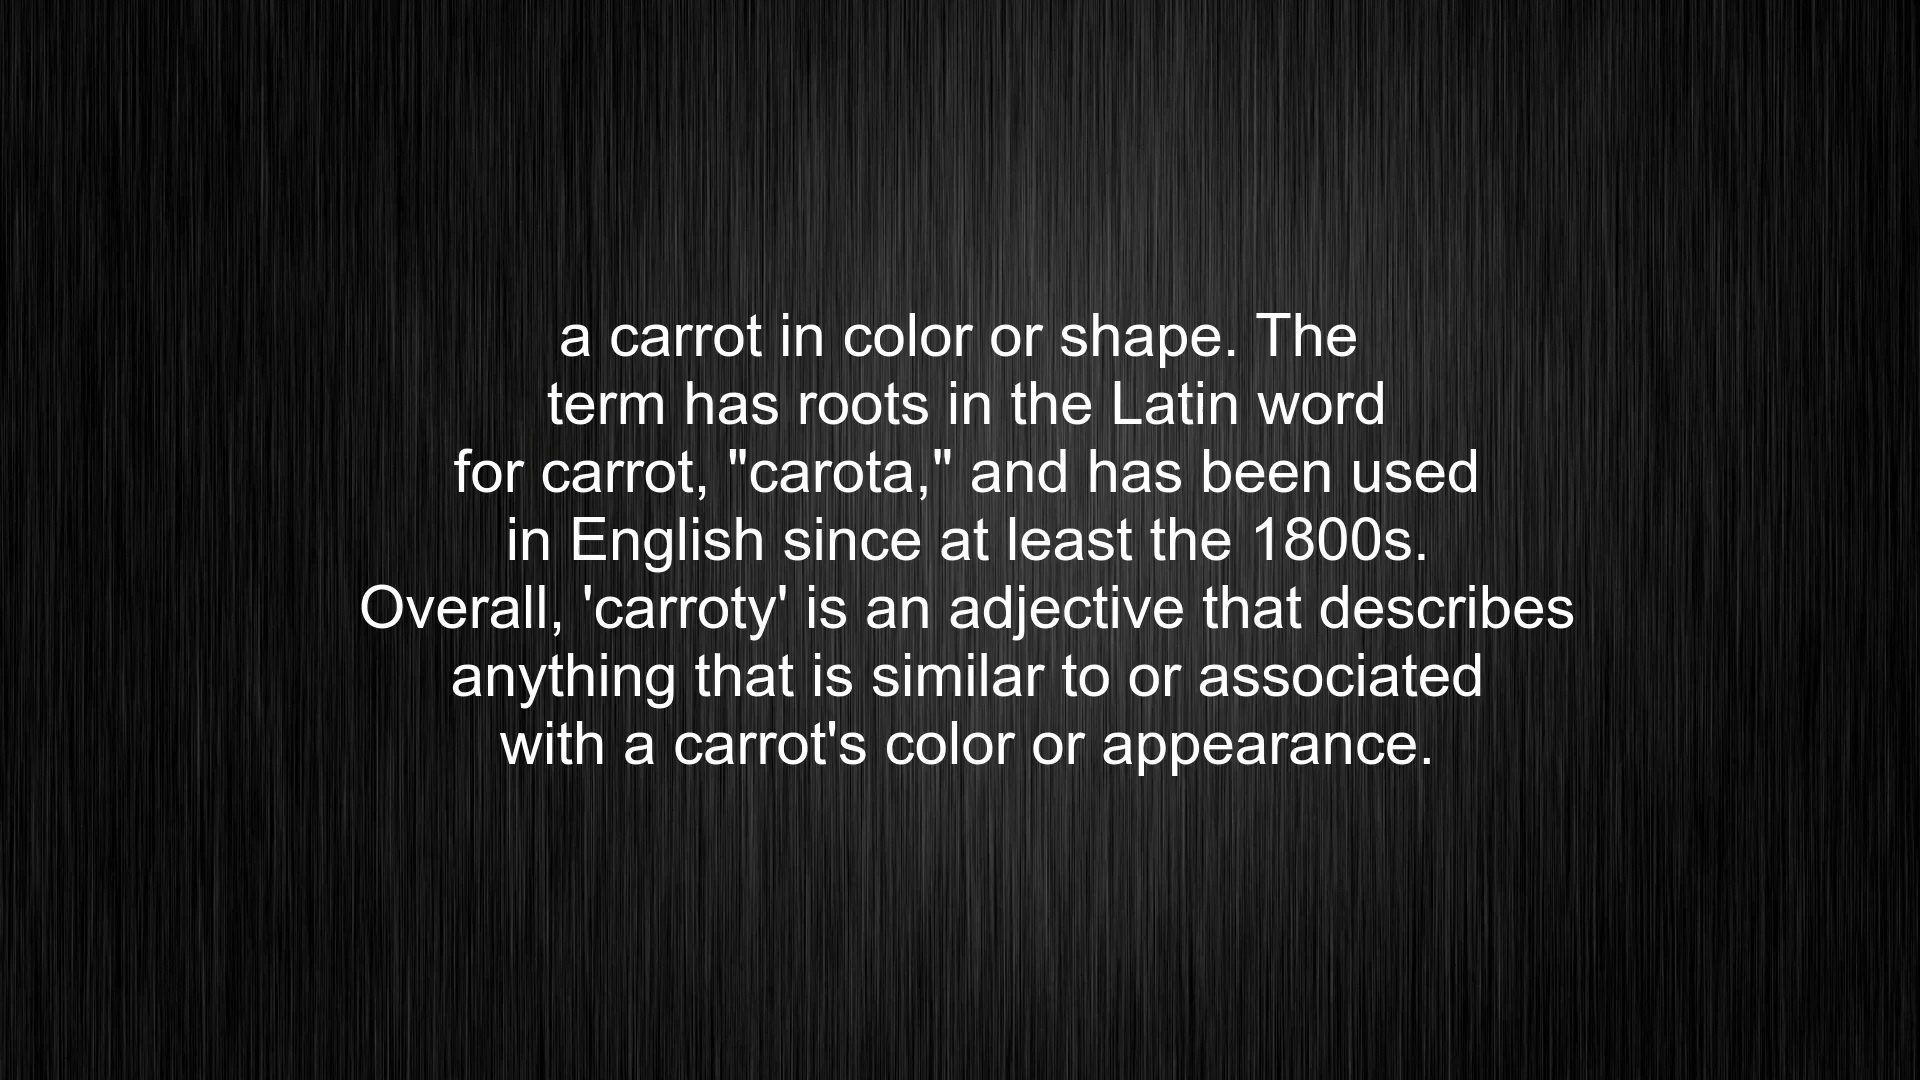 a carrot in color or shape. The
term has roots in the Latin word
for carrot, "carota," and has been used
in English since at least the 1800s.
Overall, 'carroty' is an adjective that describes
anything that is similar to or associated
with a carrot's color or appearance.